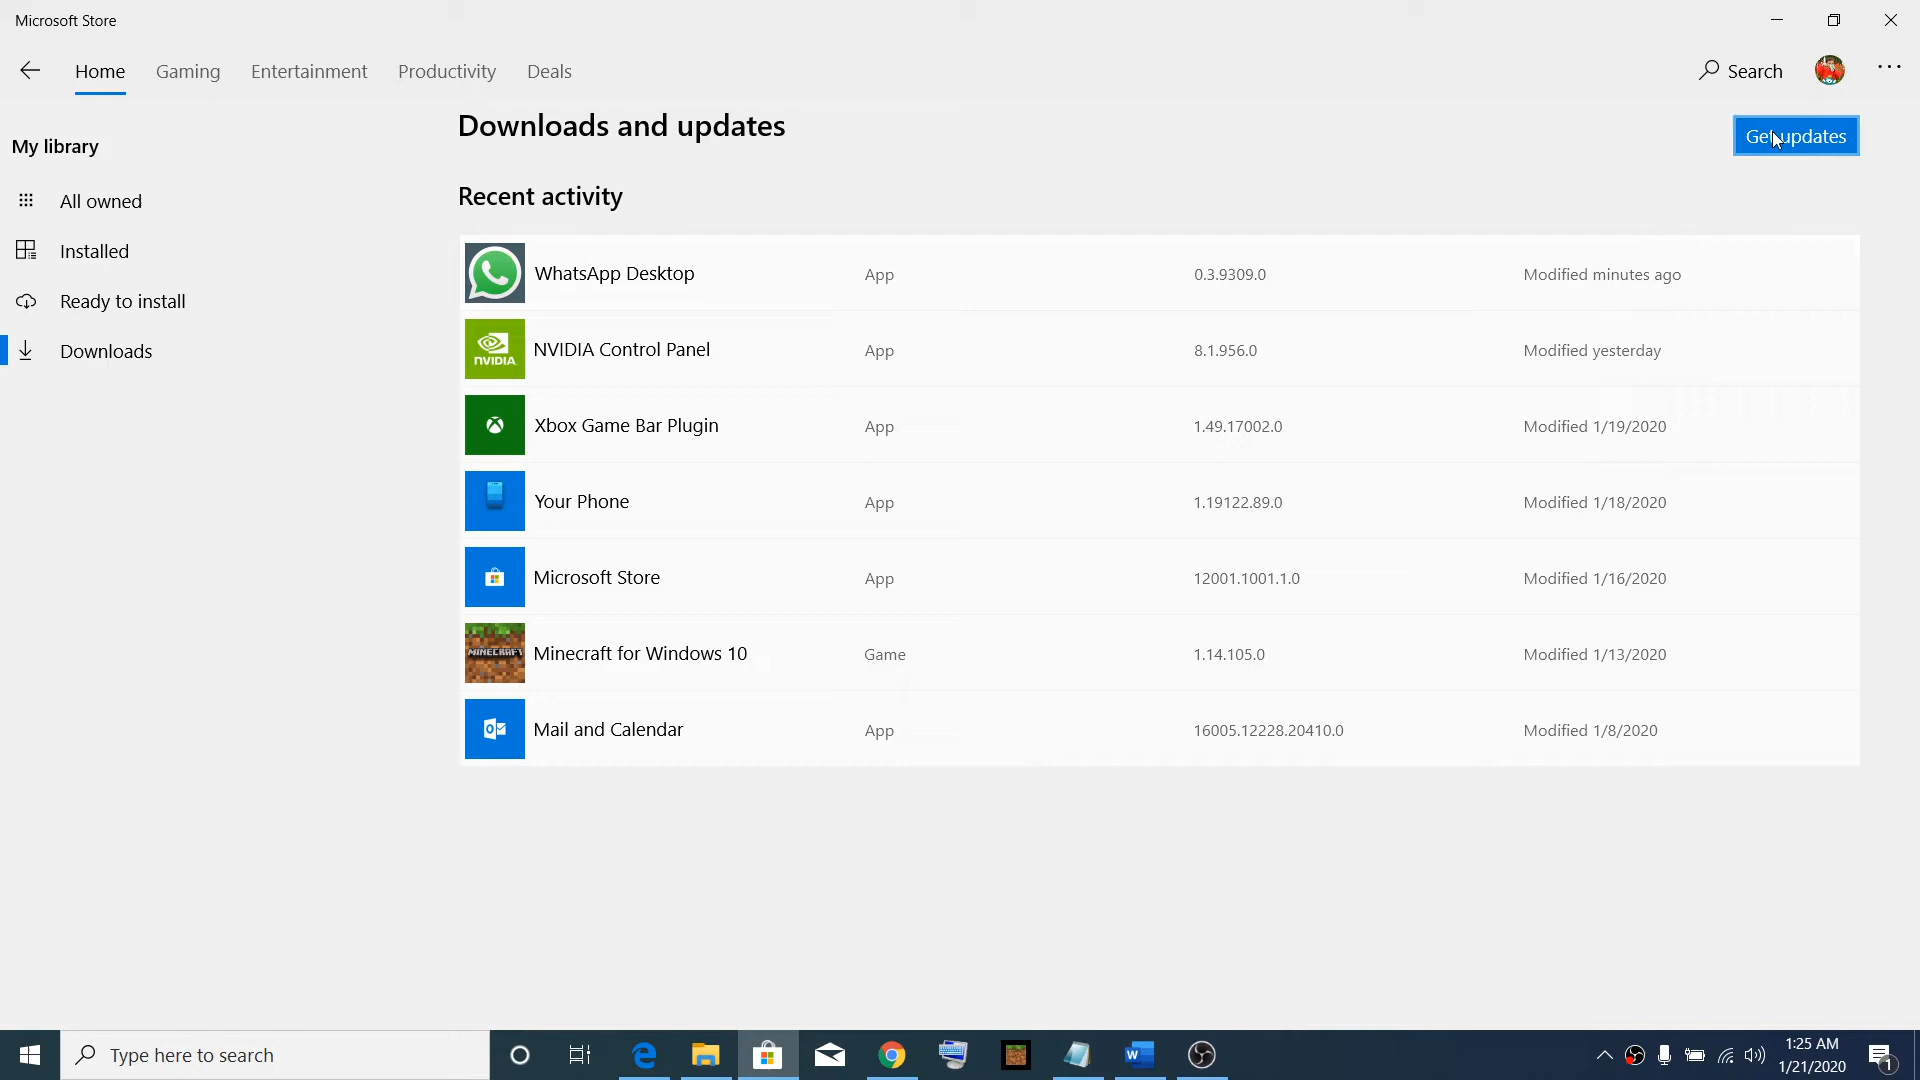 Microsoft Store
Home Gaming Entertainment Productivity Deals Search
Downloads and updates
Get updates
My library
All owned
Installed
Ready to install
Downloads
Recent activity
WhatsApp Desktop App 0.3.9309.0 Modified minutes ago
NVIDIA NVIDIA Control Panel App 8.1.956.0 Modified yesterday
Xbox Game Bar Plugin App 1.49.17002.0 Modified 1/19/2020
Your Phone App 1.19122.89.0 Modified 1/18/2020
Microsoft Store App 12001.1001.1.0 Modified 1/16/2020
MINECRAFT Minecraft for Windows 10 Game 1.14.105.0 Modified 1/13/2020
Mail and Calendar App 16005.12228.20410.0 Modified 1/8/2020
Type here to search
1:25 AM
1/21/2020
1